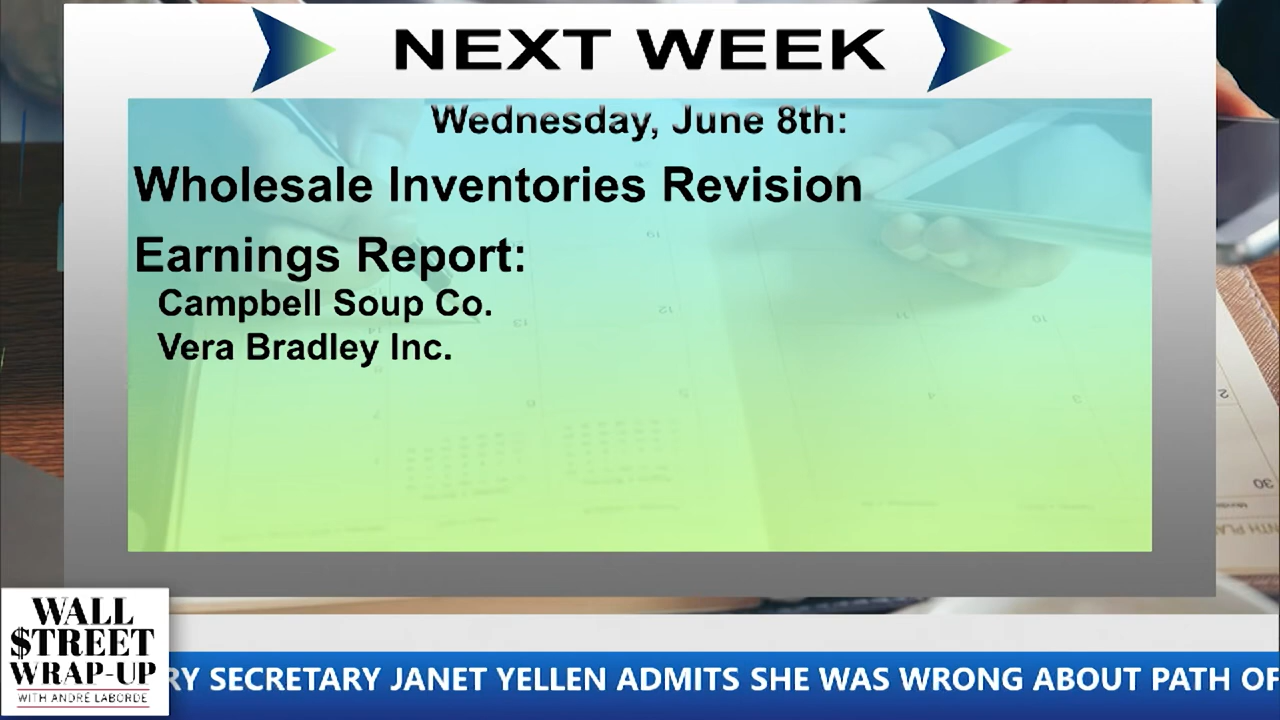 NEXT WEEK
Wednesday, June 8th:
Wholesale Inventories Revision
Earnings Report:
Campbell Soup Co.
Vera Bradley Inc.
WALL
$TREET
WRAP-UP
WITH ANDRÉ LABORDE
RY SECRETARY JANET YELLEN ADMITS SHE WAS WRONG ABOUT PATH OF